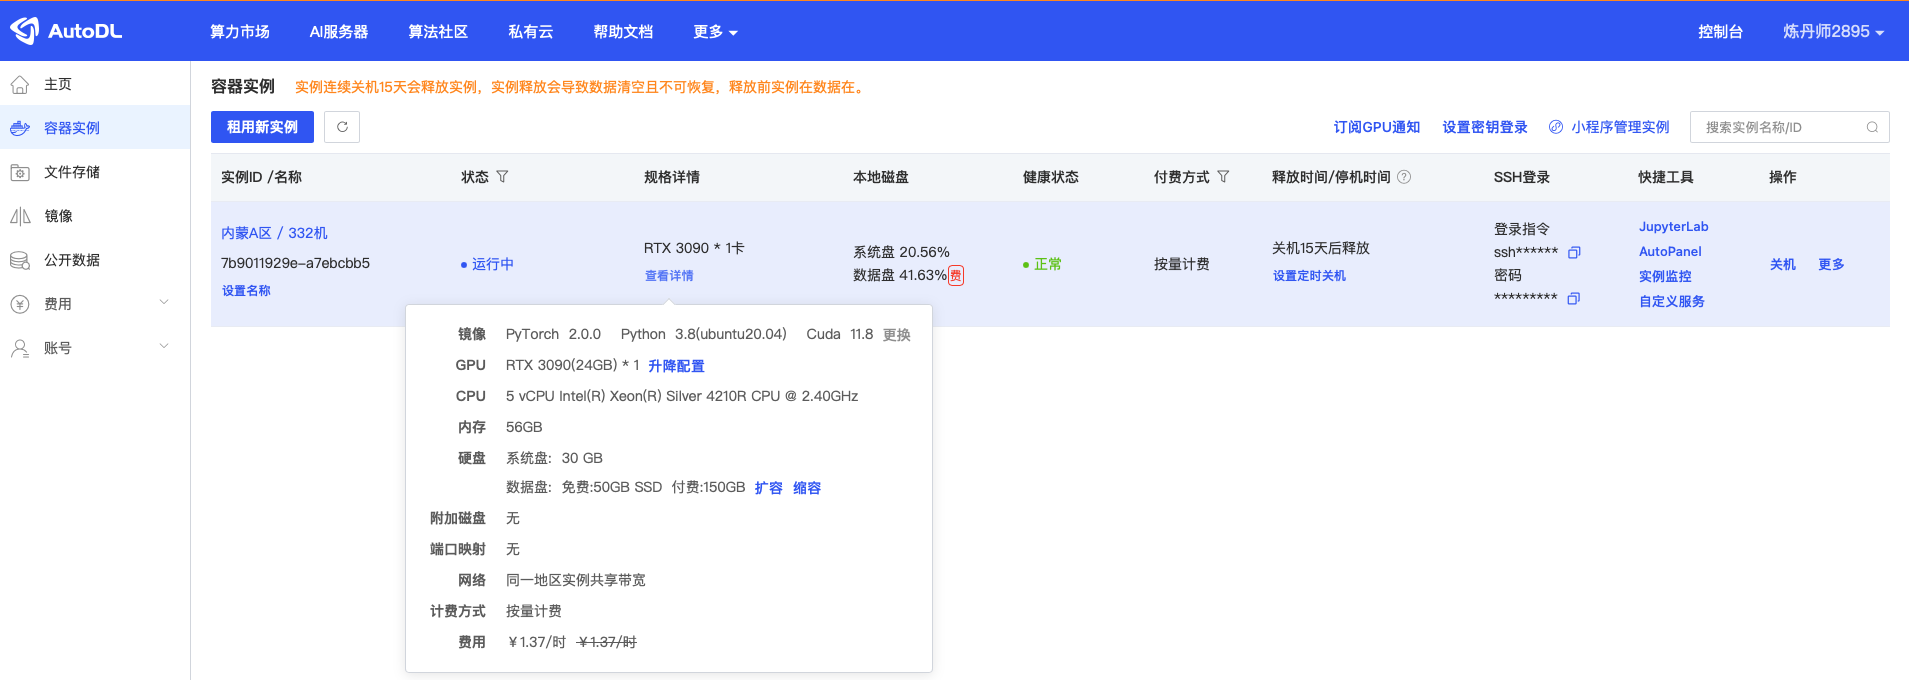 AutoDL 算力市场 AI服务器 算法社区 私有云 帮助文档 更多 控制台 炼丹师2895
主页
容器实例
文件存储
镜像
公开数据
费用
账号
容器实例 实例连续关机15天会释放实例，实例释放会导致数据清空且不可恢复，释放前实例在数据在。
租用新实例 订阅GPU通知 设置密钥登录 小程序管理实例 搜索实例名称/ID
实例ID /名称 状态 规格详情 本地磁盘 健康状态 付费方式 释放时间/停机时间 SSH登录 快捷工具 操作
内蒙A区 / 332机
7b9011929e-a7ebcbb5
设置名称
运行中
RTX 3090 * 1卡
查看详情
系统盘 20.56%
数据盘 41.63% 费
正常
按量计费
关机15天后释放
设置定时关机
登录指令
ssh******
密码
*********
JupyterLab
AutoPanel
实例监控
自定义服务
关机 更多
镜像 PyTorch 2.0.0 Python 3.8(ubuntu20.04) Cuda 11.8 更换
GPU RTX 3090(24GB) * 1 升降配置
CPU 5 vCPU Intel(R) Xeon(R) Silver 4210R CPU @ 2.40GHz
内存 56GB
硬盘 系统盘: 30 GB
数据盘: 免费:50GB SSD 付费:150GB 扩容 缩容
附加磁盘 无
端口映射 无
网络 同一地区实例共享带宽
计费方式 按量计费
费用 ￥1.37/时 ￥1.37/时